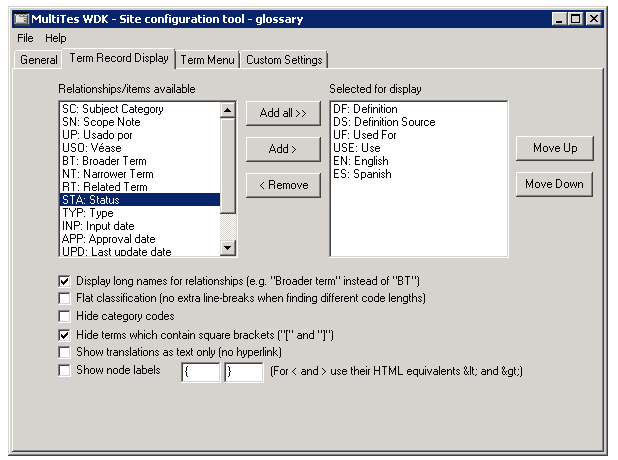 MultiTes WDK - Site configuration tool - glossary
File Help
General Term Record Display Term Menu Custom Settings
Relationships/items available
SC: Subject Category
SN: Scope Note
UP: Usado por
USO: Véase
BT: Broader Term
NT: Narrower Term
RT: Related Term
STA: Status
TYP: Type
INP: Input date
APP: Approval date
UPD: Last update date
Add all >>
Add >
< Remove
Selected for display
DF: Definition
DS: Definition Source
UF: Used For
USE: Use
EN: English
ES: Spanish
Move Up
Move Down
Display long names for relationships (e.g. "Broader term" instead of "BT")
Flat classification (no extra line-breaks when finding different code lengths)
Hide category codes
Hide terms which contain square brackets ("[" and "]")
Show translations as text only (no hyperlink)
Show node labels { } (For < and > use their HTML equivalents &lt; and &gt;)